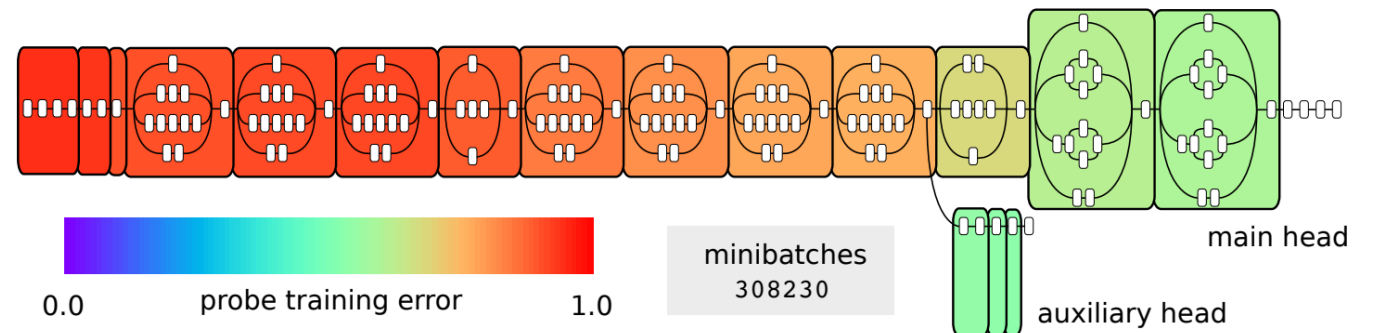 minibatches
308230
main head
0.0
probe training error
1.0
auxiliary head